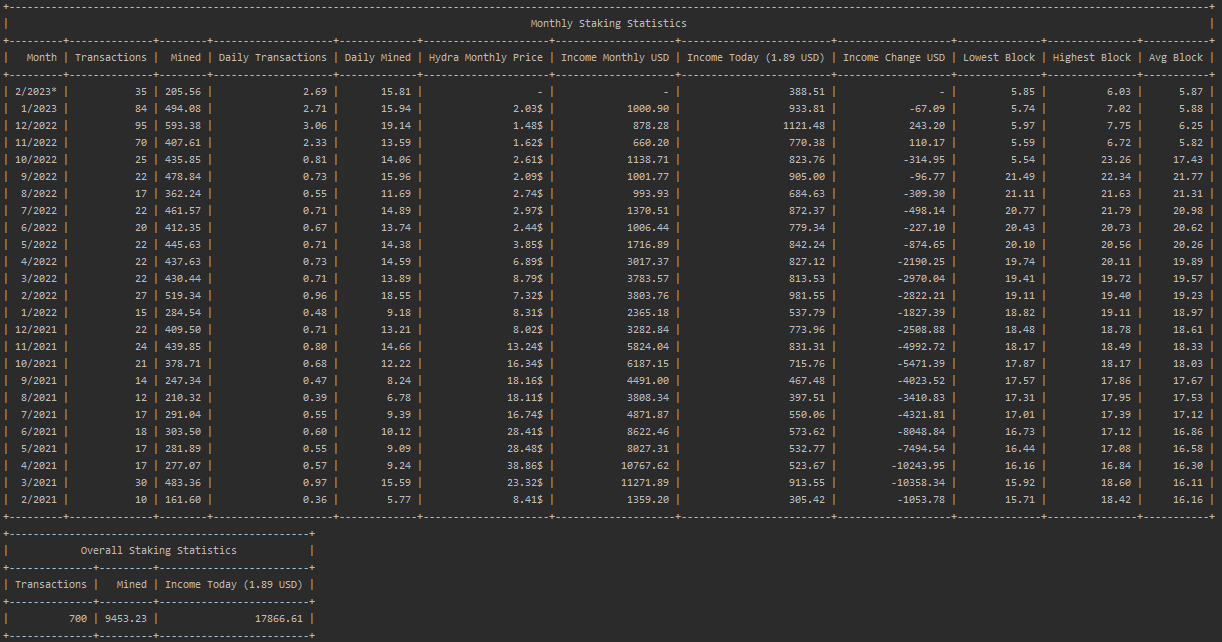 +------------------------------------------------------------------------------------------------------------------------------------------------------------------------------------------------------+
| Monthly Staking Statistics |
+---------+--------------+--------+--------------------+-------------+---------------------+--------------------+-------------------------+-------------------+--------------+---------------+-----------+
| Month | Transactions | Mined | Daily Transactions | Daily Mined | Hydra Monthly Price | Income Monthly USD | Income Today (1.89 USD) | Income Change USD | Lowest Block | Highest Block | Avg Block |
+---------+--------------+--------+--------------------+-------------+---------------------+--------------------+-------------------------+-------------------+--------------+---------------+-----------+
| 2/2023* | 35 | 205.56 | 2.69 | 15.81 | - | - | 388.51 | - | 5.85 | 6.03 | 5.87 |
| 1/2023 | 84 | 494.08 | 2.71 | 15.94 | 2.03$ | 1000.90 | 933.81 | -67.09 | 5.74 | 7.02 | 5.88 |
| 12/2022 | 95 | 593.38 | 3.06 | 19.14 | 1.48$ | 878.28 | 1121.48 | 243.20 | 5.97 | 7.75 | 6.25 |
| 11/2022 | 70 | 407.61 | 2.33 | 13.59 | 1.62$ | 660.20 | 770.38 | 110.17 | 5.59 | 6.72 | 5.82 |
| 10/2022 | 25 | 435.85 | 0.81 | 14.06 | 2.61$ | 1138.71 | 823.76 | -314.95 | 5.54 | 23.26 | 17.43 |
| 9/2022 | 22 | 478.84 | 0.73 | 15.96 | 2.09$ | 1001.77 | 905.00 | -96.77 | 21.49 | 22.34 | 21.77 |
| 8/2022 | 17 | 362.24 | 0.55 | 11.69 | 2.74$ | 993.93 | 684.63 | -309.30 | 21.11 | 21.63 | 21.31 |
| 7/2022 | 22 | 461.57 | 0.71 | 14.89 | 2.97$ | 1370.51 | 872.37 | -498.14 | 20.77 | 21.79 | 20.98 |
| 6/2022 | 20 | 412.35 | 0.67 | 13.74 | 2.44$ | 1006.44 | 779.34 | -227.10 | 20.43 | 20.73 | 20.62 |
| 5/2022 | 22 | 445.63 | 0.71 | 14.38 | 3.85$ | 1716.89 | 842.24 | -874.65 | 20.10 | 20.56 | 20.26 |
| 4/2022 | 22 | 437.63 | 0.73 | 14.59 | 6.89$ | 3017.37 | 827.12 | -2190.25 | 19.74 | 20.11 | 19.89 |
| 3/2022 | 22 | 430.44 | 0.71 | 13.89 | 8.79$ | 3783.57 | 813.53 | -2970.04 | 19.41 | 19.72 | 19.57 |
| 2/2022 | 27 | 519.34 | 0.96 | 18.55 | 7.32$ | 3803.76 | 981.55 | -2822.21 | 19.11 | 19.40 | 19.23 |
| 1/2022 | 15 | 284.54 | 0.48 | 9.18 | 8.31$ | 2365.18 | 537.79 | -1827.39 | 18.82 | 19.11 | 18.97 |
| 12/2021 | 22 | 409.50 | 0.71 | 13.21 | 8.02$ | 3282.84 | 773.96 | -2508.88 | 18.48 | 18.78 | 18.61 |
| 11/2021 | 24 | 439.85 | 0.80 | 14.66 | 13.24$ | 5824.04 | 831.31 | -4992.72 | 18.17 | 18.49 | 18.33 |
| 10/2021 | 21 | 378.71 | 0.68 | 12.22 | 16.34$ | 6187.15 | 715.76 | -5471.39 | 17.87 | 18.17 | 18.03 |
| 9/2021 | 14 | 247.34 | 0.47 | 8.24 | 18.16$ | 4491.00 | 467.48 | -4023.52 | 17.57 | 17.86 | 17.67 |
| 8/2021 | 12 | 210.32 | 0.39 | 6.78 | 18.11$ | 3808.34 | 397.51 | -3410.83 | 17.31 | 17.95 | 17.53 |
| 7/2021 | 17 | 291.04 | 0.55 | 9.39 | 16.74$ | 4871.87 | 550.06 | -4321.81 | 17.01 | 17.39 | 17.12 |
| 6/2021 | 18 | 303.50 | 0.60 | 10.12 | 28.41$ | 8622.46 | 573.62 | -8048.84 | 16.73 | 17.12 | 16.86 |
| 5/2021 | 17 | 281.89 | 0.55 | 9.09 | 28.48$ | 8027.31 | 532.77 | -7494.54 | 16.44 | 17.08 | 16.58 |
| 4/2021 | 17 | 277.07 | 0.57 | 9.24 | 38.86$ | 10767.62 | 523.67 | -10243.95 | 16.16 | 16.84 | 16.30 |
| 3/2021 | 30 | 483.36 | 0.97 | 15.59 | 23.32$ | 11271.89 | 913.55 | -10358.34 | 15.92 | 18.60 | 16.11 |
| 2/2021 | 10 | 161.60 | 0.36 | 5.77 | 8.41$ | 1359.20 | 305.42 | -1053.78 | 15.71 | 18.42 | 16.16 |
+---------+--------------+--------+--------------------+-------------+---------------------+--------------------+-------------------------+-------------------+--------------+---------------+-----------+
+--------------------------------------------------+
| Overall Staking Statistics |
+--------------+---------+-------------------------+
| Transactions | Mined | Income Today (1.89 USD) |
+--------------+---------+-------------------------+
| 700 | 9453.23 | 17866.61 |
+--------------+---------+-------------------------+